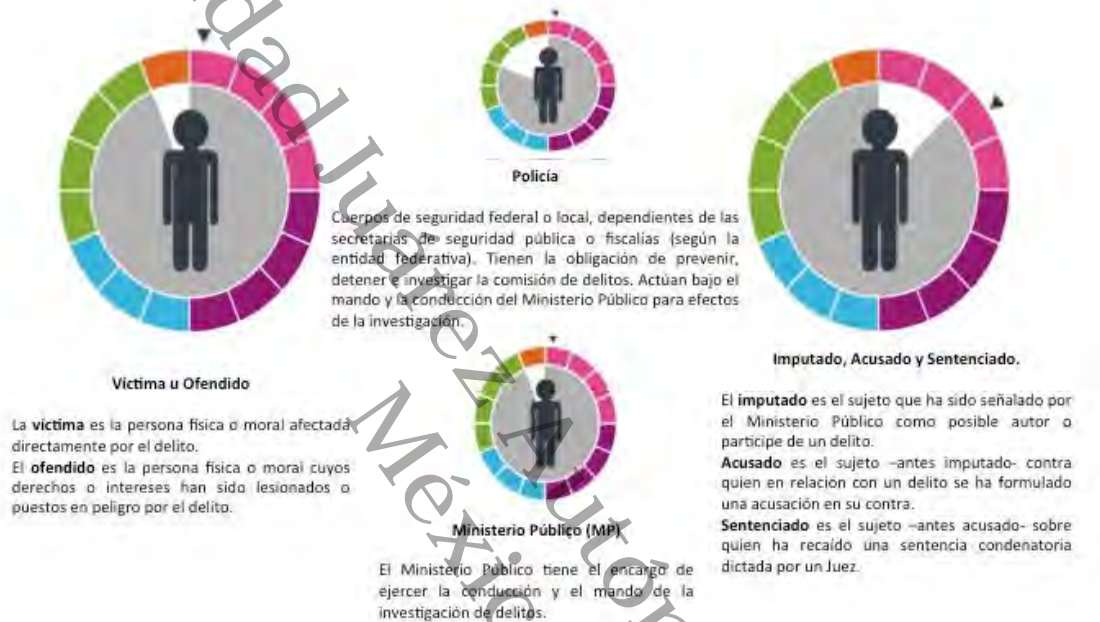 Policía
Cuerpos de seguridad federal o local, dependientes de las
secretarías de seguridad pública o fiscalías (según la
entidad federativa). Tienen la obligación de prevenir,
detener e investigar la comisión de delitos. Actúan bajo el
mando y la conducción del Ministerio Público para efectos
de la investigación.
Víctima u Ofendido
La víctima es la persona física o moral afectada
directamente por el delito.
El ofendido es la persona física o moral cuyos
derechos o intereses han sido lesionados o
puestos en peligro por el delito.
Ministerio Público (MP)
El Ministerio Público tiene el encargo de
ejercer la conducción y el mando de la
investigación de delitos.
Imputado, Acusado y Sentenciado.
El imputado es el sujeto que ha sido señalado por
el Ministerio Público como posible autor o
partícipe de un delito.
Acusado es el sujeto –antes imputado- contra
quien en relación con un delito se ha formulado
una acusación en su contra.
Sentenciado es el sujeto –antes acusado- sobre
quien ha recaído una sentencia condenatoria
dictada por un Juez.
Juárez